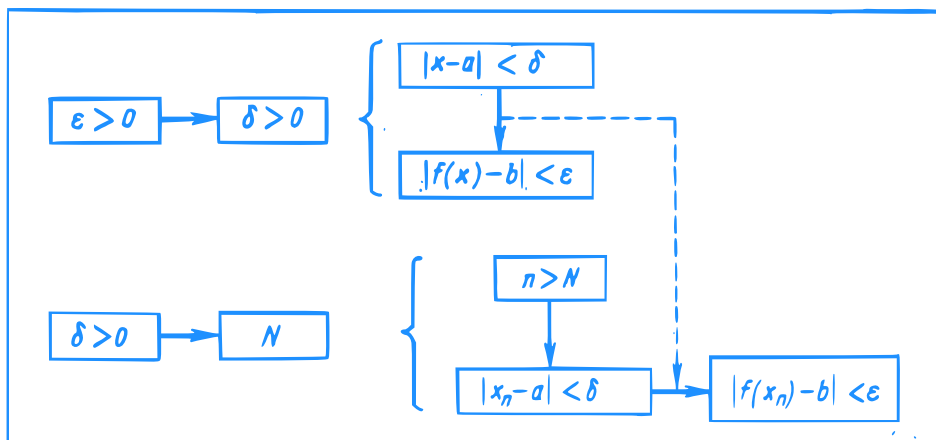 |x-a| < δ
ε > 0
δ > 0
|f(x)-b| < ε
n > N
δ > 0
N
|xₙ-a| < δ
|f(xₙ)-b| < ε